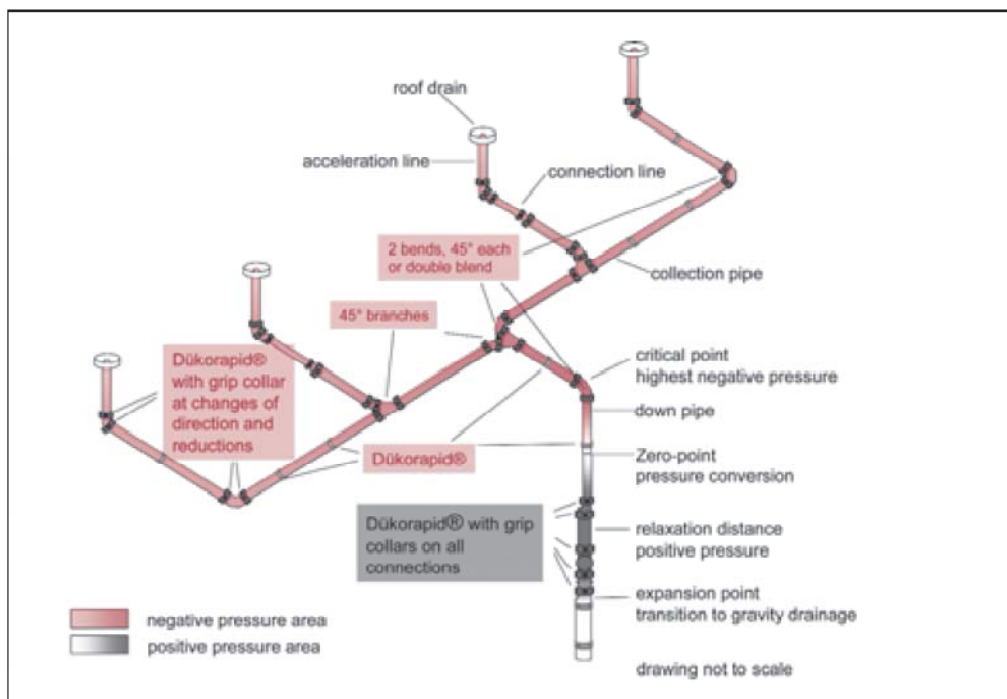 roof drain
acceleration line
connection line
2 bends, 45° each
or double blend
collection pipe
45° branches
Dükorapid®
with grip collar
at changes of
direction and
reductions
critical point
highest negative pressure
down pipe
Dükorapid®
Zero-point
pressure conversion
Dükorapid® with grip
collars on all
connections
relaxation distance
positive pressure
expansion point
transition to gravity drainage
negative pressure area
positive pressure area
drawing not to scale